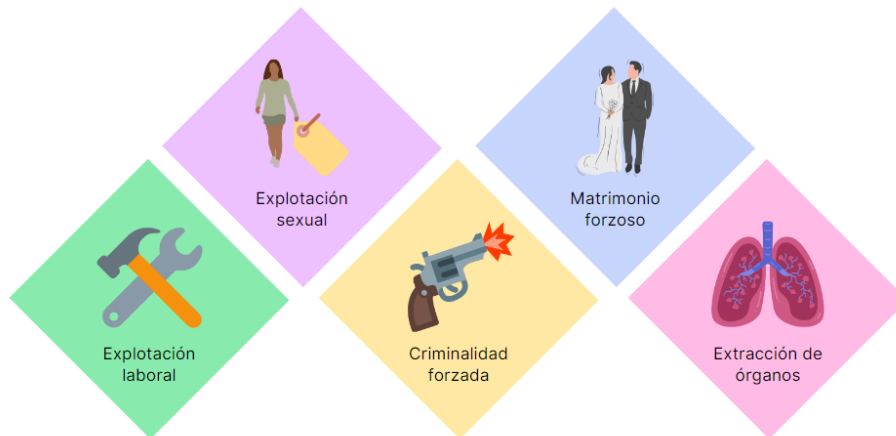 Explotación
sexual
Matrimonio
forzoso
Explotación
laboral
Criminalidad
forzada
Extracción de
órganos